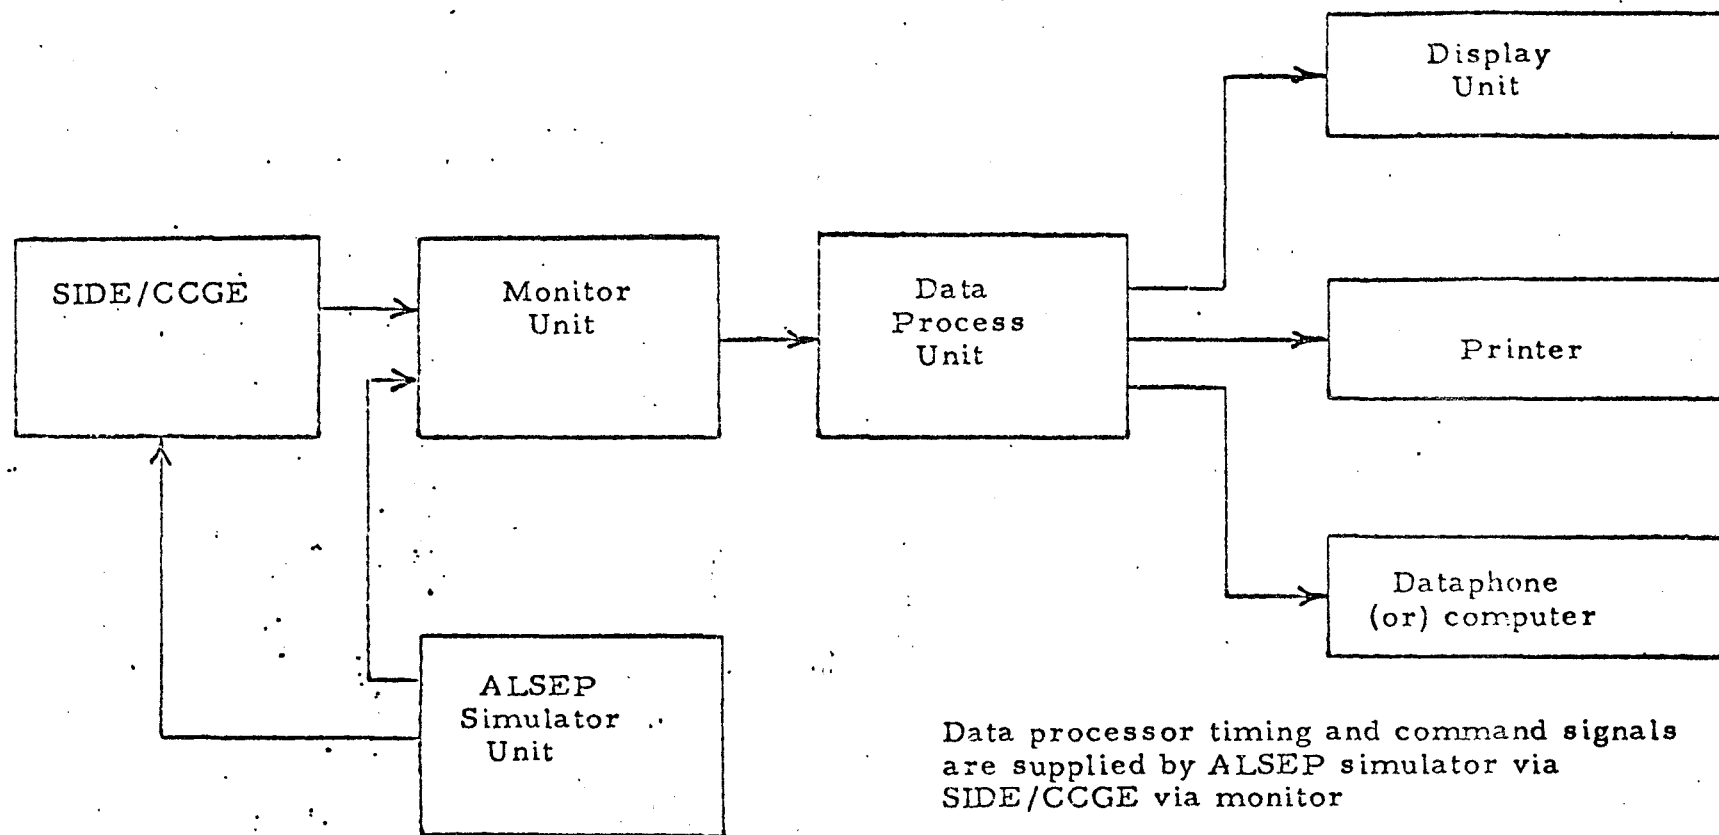 Display
Unit
SIDE/CCGE
Monitor
Unit
Data
Process
Unit
Printer
Dataphone
(or) computer
ALSEP
Simulator
Unit
Data processor timing and command signals
are supplied by ALSEP simulator via
SIDE/CCGE via monitor